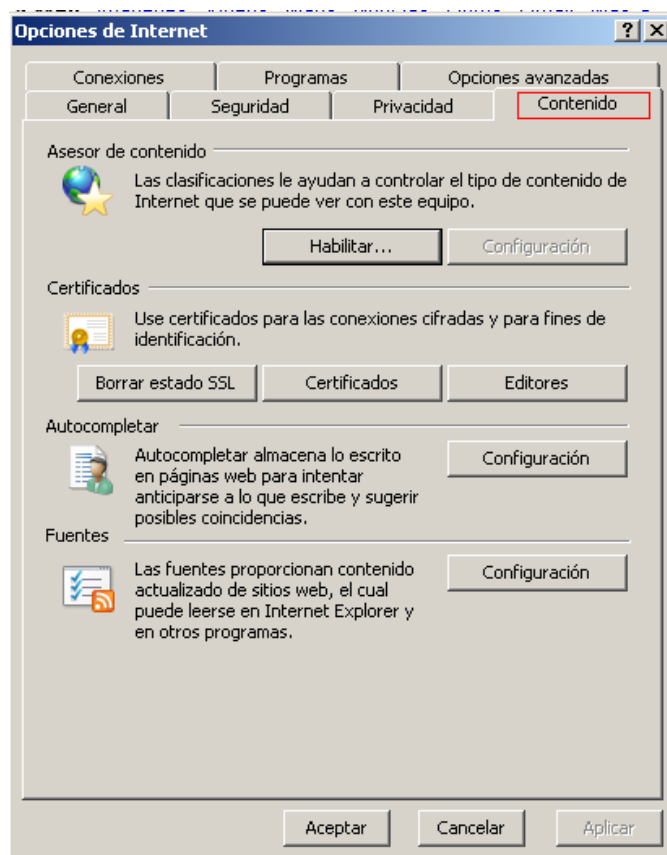 Opciones de Internet
Conexiones
Programas
Opciones avanzadas
General
Seguridad
Privacidad
Contenido
Asesor de contenido
Las clasificaciones le ayudan a controlar el tipo de contenido de
Internet que se puede ver con este equipo.
Habilitar...
Configuración
Certificados
Use certificados para las conexiones cifradas y para fines de
identificación.
Borrar estado SSL
Certificados
Editores
Autocompletar
Autocompletar almacena lo escrito
en páginas web para intentar
anticiparse a lo que escribe y sugerir
posibles coincidencias.
Configuración
Fuentes
Las fuentes proporcionan contenido
actualizado de sitios web, el cual
puede leerse en Internet Explorer y
en otros programas.
Configuración
Aceptar
Cancelar
Aplicar